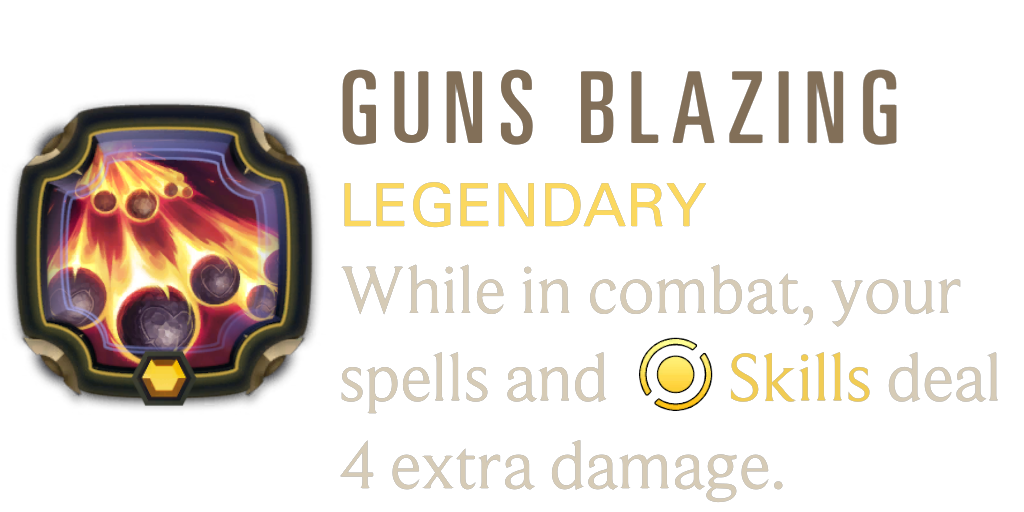 GUNS BLAZING
LEGENDARY
While in combat, your
spells and Skills deal
4 extra damage.